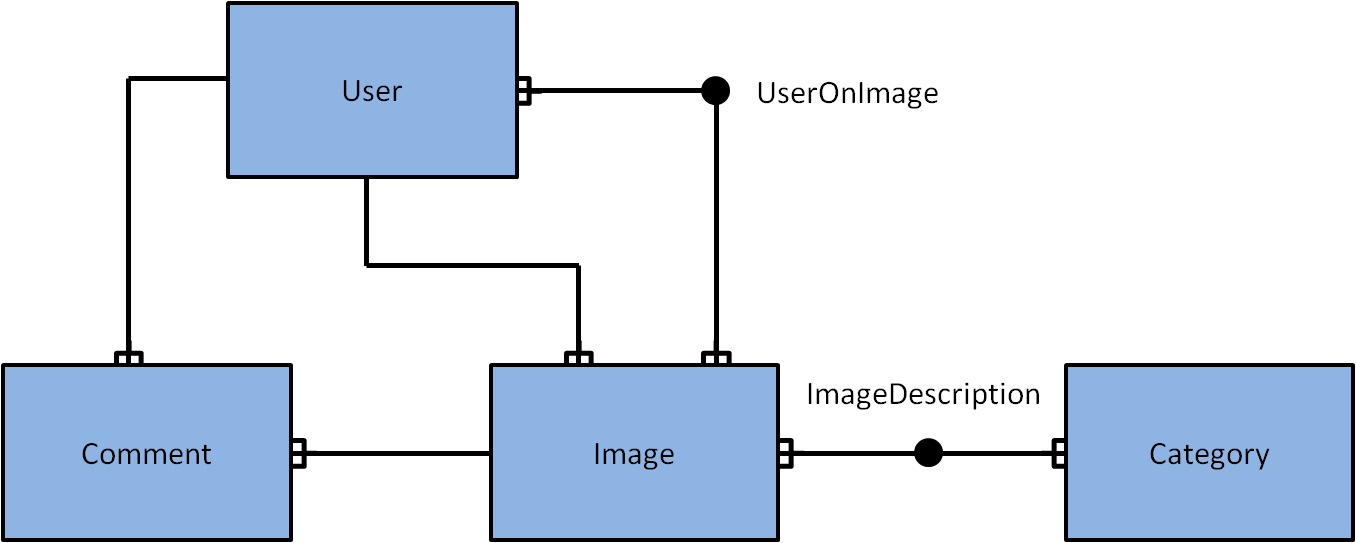 User
UserOnImage
ImageDescription
Comment
Image
Category